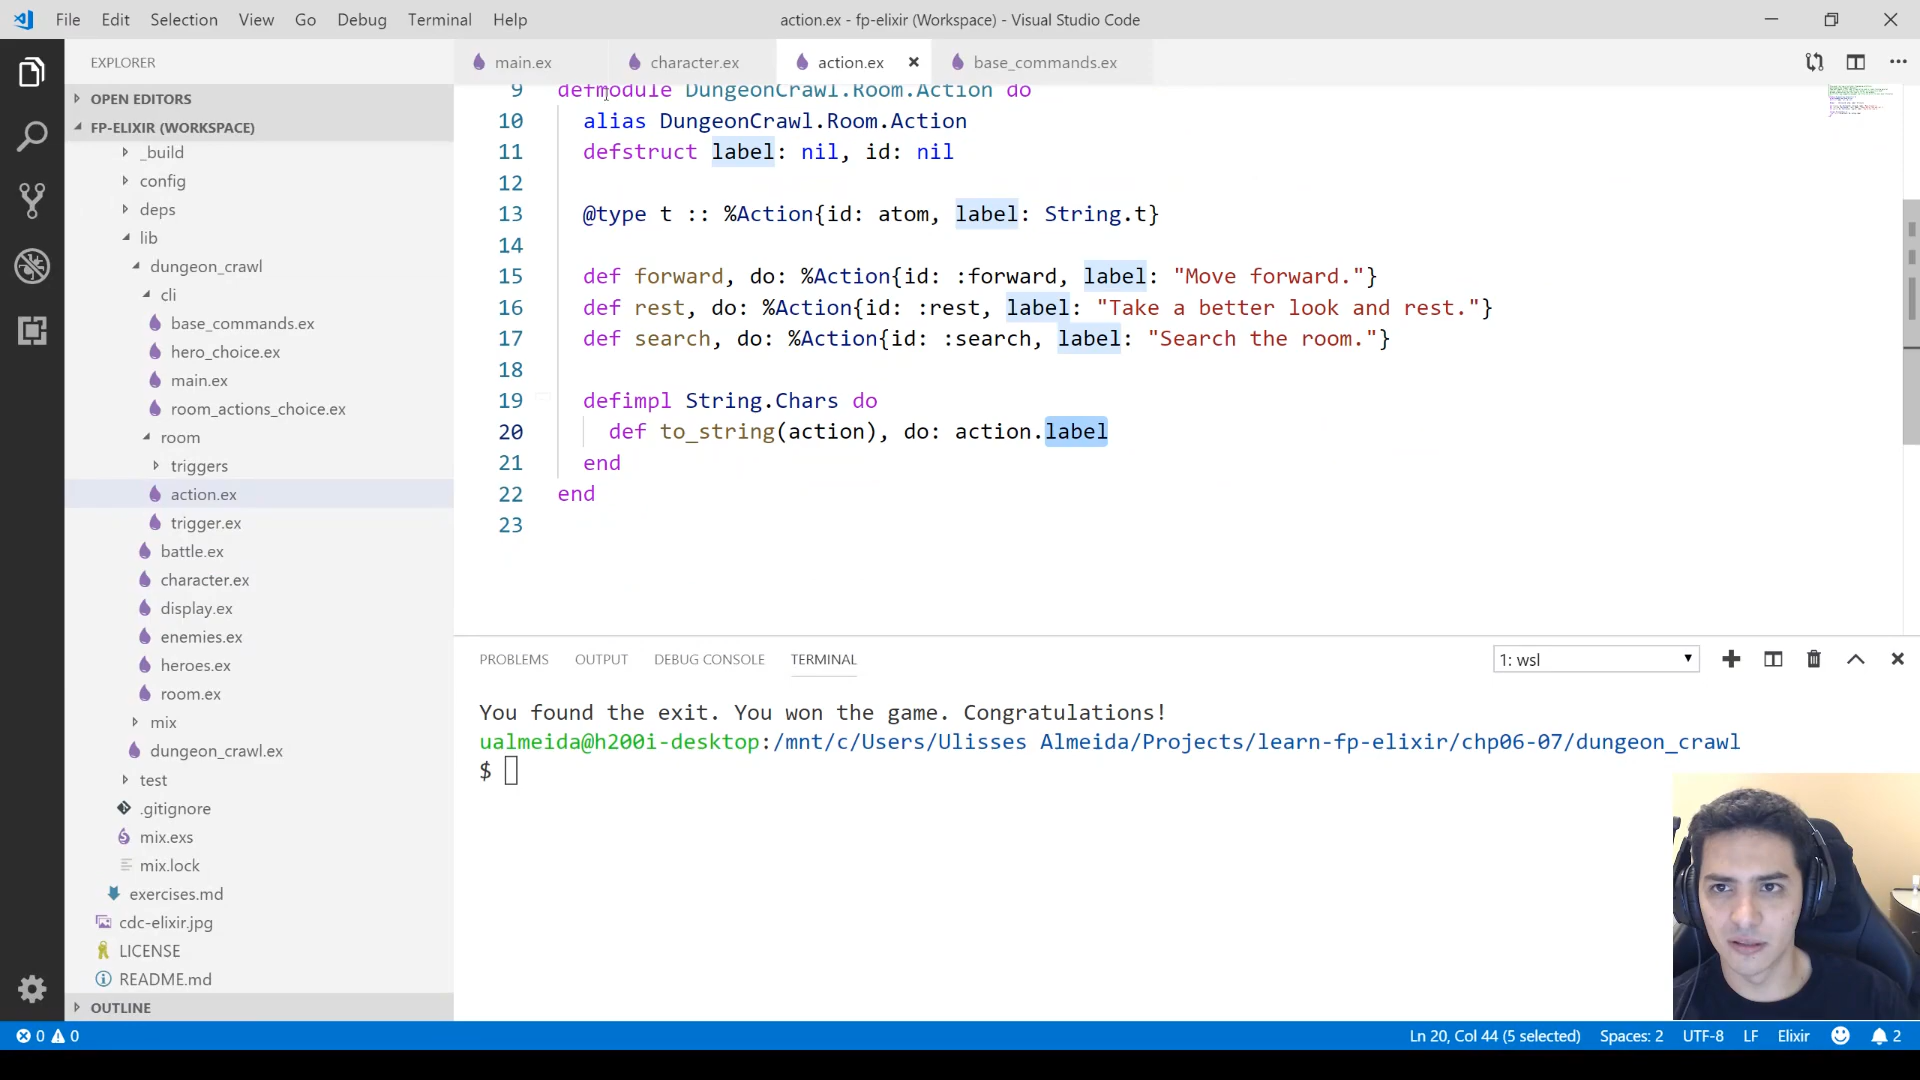 File Edit Selection View Go Debug Terminal Help
action.ex - fp-elixir (Workspace) - Visual Studio Code
EXPLORER
OPEN EDITORS
FP-ELIXIR (WORKSPACE)
_build
config
deps
lib
dungeon_crawl
cli
base_commands.ex
hero_choice.ex
main.ex
room_actions_choice.ex
room
triggers
action.ex
trigger.ex
battle.ex
character.ex
display.ex
enemies.ex
heroes.ex
room.ex
mix
dungeon_crawl.ex
test
.gitignore
mix.exs
mix.lock
exercises.md
cdc-elixir.jpg
LICENSE
README.md
OUTLINE
main.ex character.ex action.ex base_commands.ex
9 defmodule DungeonCrawl.Room.Action do
10 alias DungeonCrawl.Room.Action
11 defstruct label: nil, id: nil
12
13 @type t :: %Action{id: atom, label: String.t}
14
15 def forward, do: %Action{id: :forward, label: "Move forward."}
16 def rest, do: %Action{id: :rest, label: "Take a better look and rest."}
17 def search, do: %Action{id: :search, label: "Search the room."}
18
19 defimpl String.Chars do
20 def to_string(action), do: action.label
21 end
22 end
23
PROBLEMS OUTPUT DEBUG CONSOLE TERMINAL
1: wsl
You found the exit. You won the game. Congratulations!
ualmeida@h200i-desktop:/mnt/c/Users/Ulisses Almeida/Projects/learn-fp-elixir/chp06-07/dungeon_crawl
$
0 0
Ln 20, Col 44 (5 selected) Spaces: 2 UTF-8 LF Elixir 2